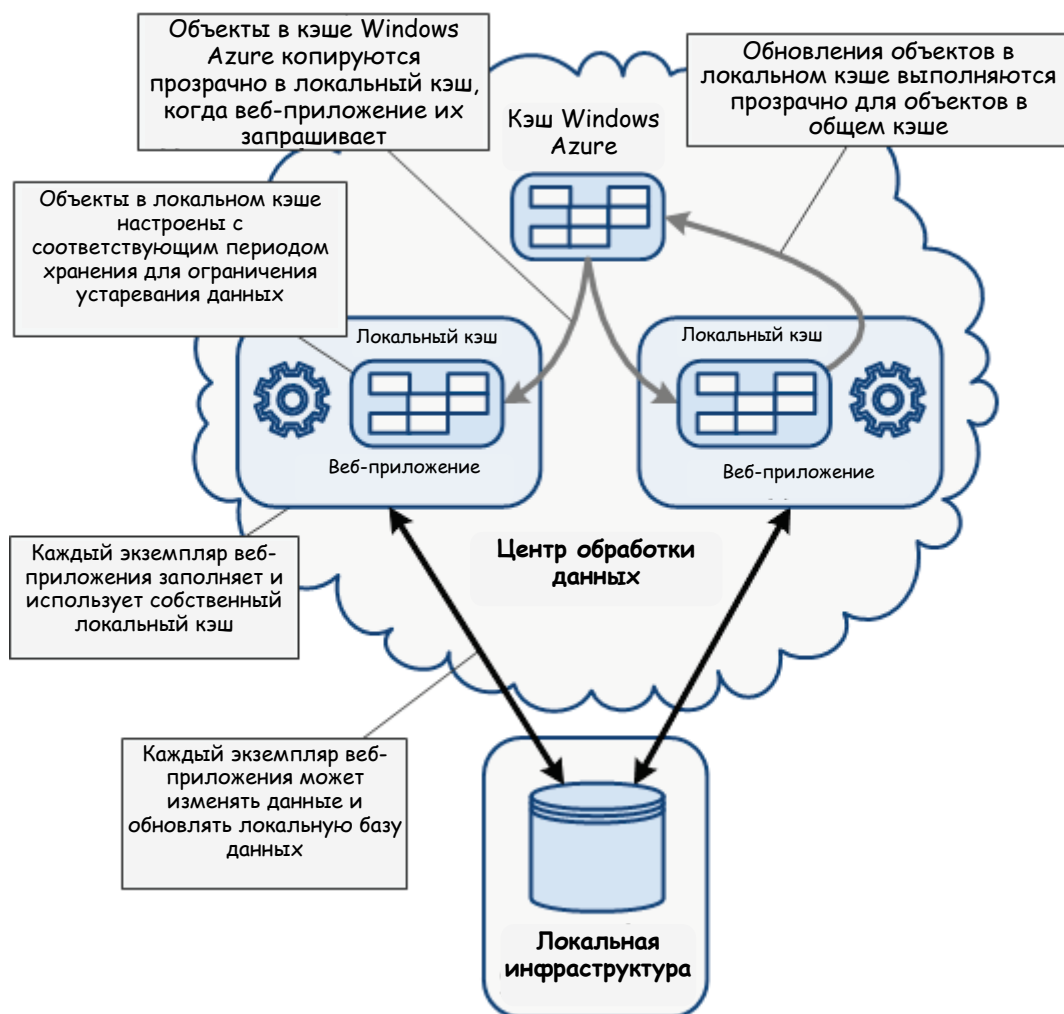 Объекты в кэше Windows
Azure копируются
прозрачно в локальный кэш,
когда веб-приложение их
запрашивает
Обновления объектов в
локальном кэше выполняются
прозрачно для объектов в
общем кэше
Кэш Windows
Azure
Объекты в локальном кэше
настроены с
соответствующим периодом
хранения для ограничения
устаревания данных
Локальный кэш
Веб-приложение
Локальный кэш
Веб-приложение
Каждый экземпляр веб-
приложения заполняет и
использует собственный
локальный кэш
Центр обработки
данных
Каждый экземпляр веб-
приложения может
изменять данные и
обновлять локальную базу
данных
Локальная
инфраструктура